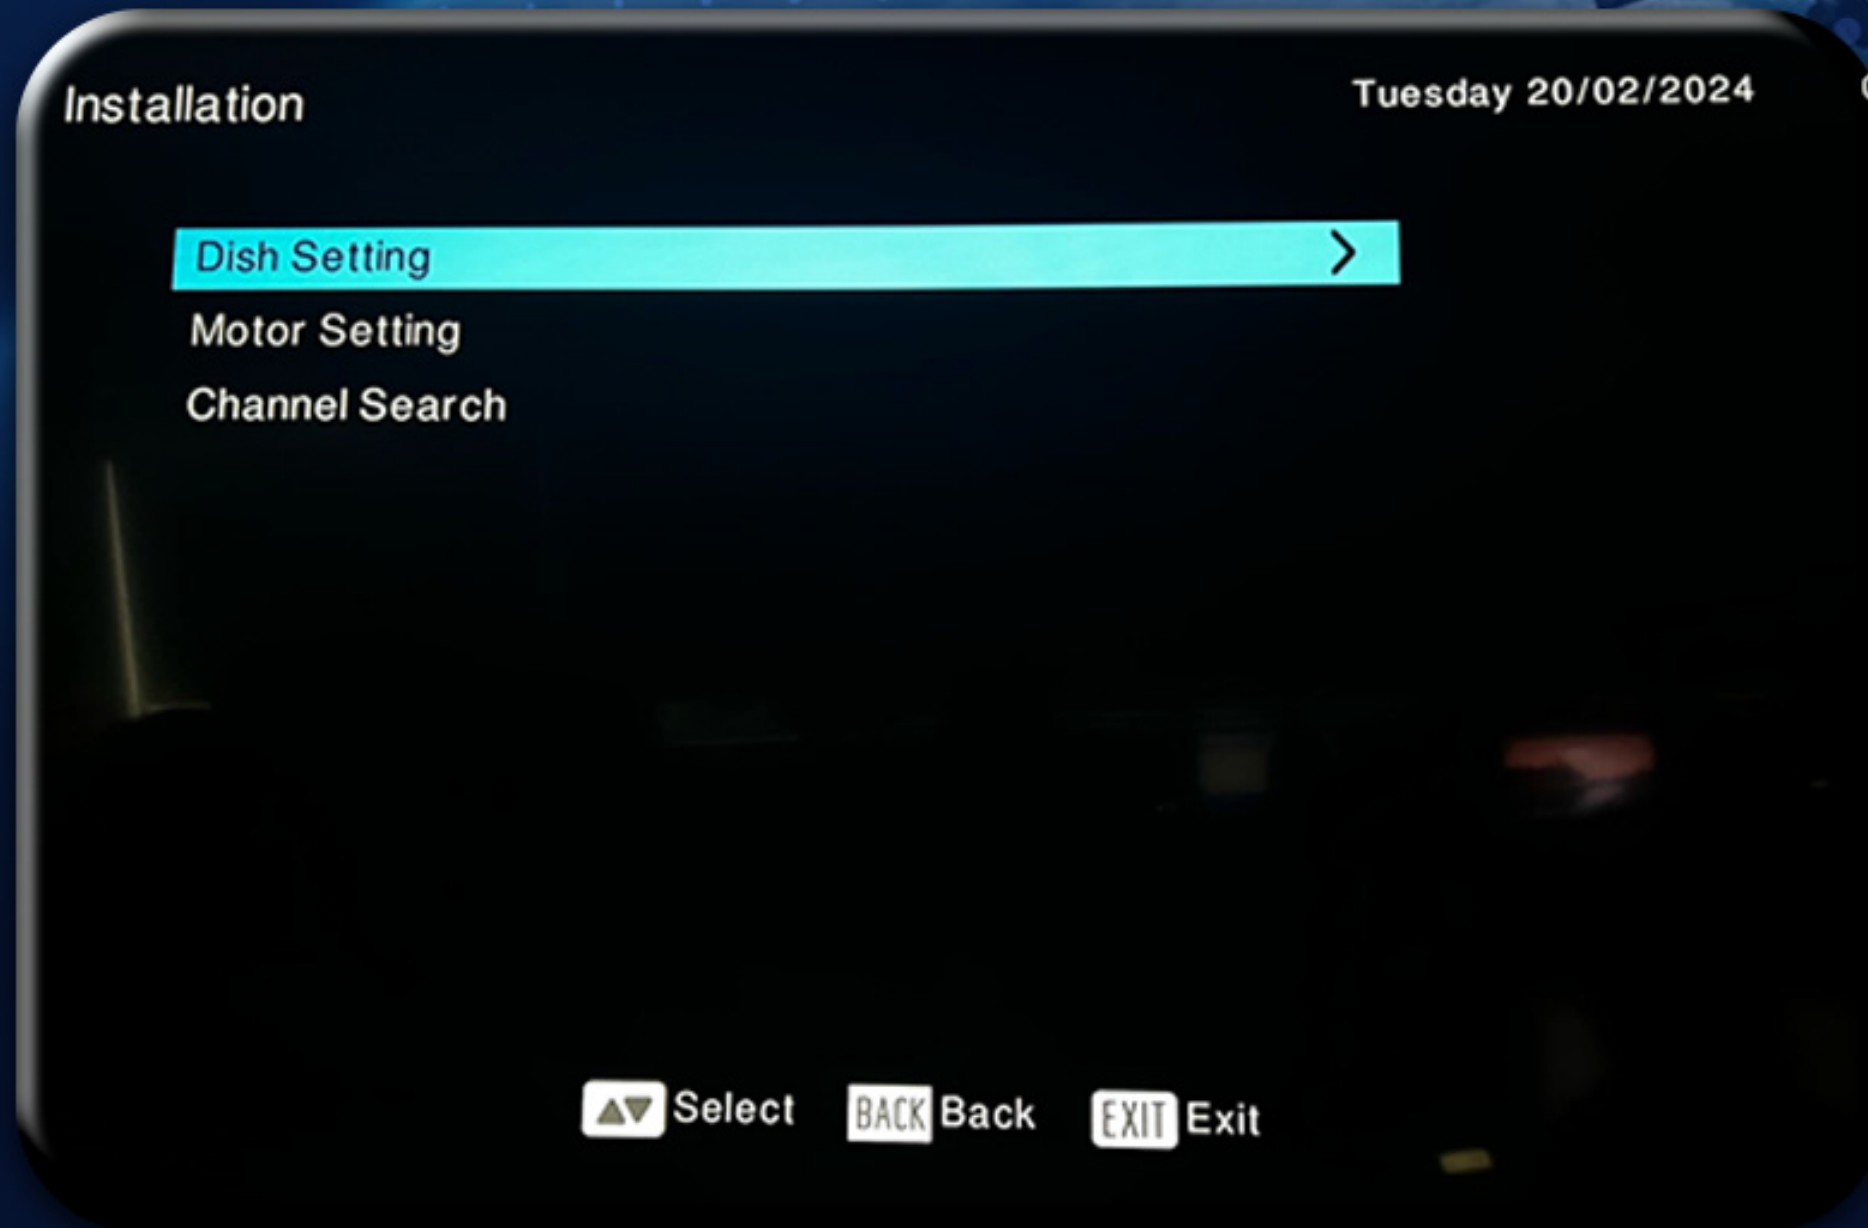 Installation
Tuesday 20/02/2024
Dish Setting
Motor Setting
Channel Search
Select BACK Back EXIT Exit